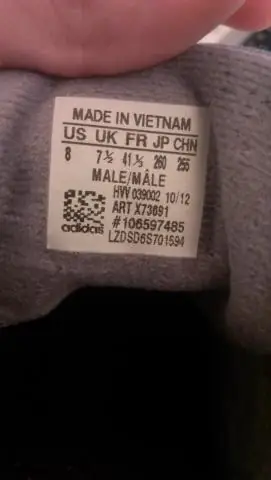 MADE IN VIETNAM
US UK FR JP CHN
8 7½ 41⅓ 260 255
MALE/MÂLE
HVV 039002 10/12
ART X73691
#106597485
adidas LZDSD6S701594